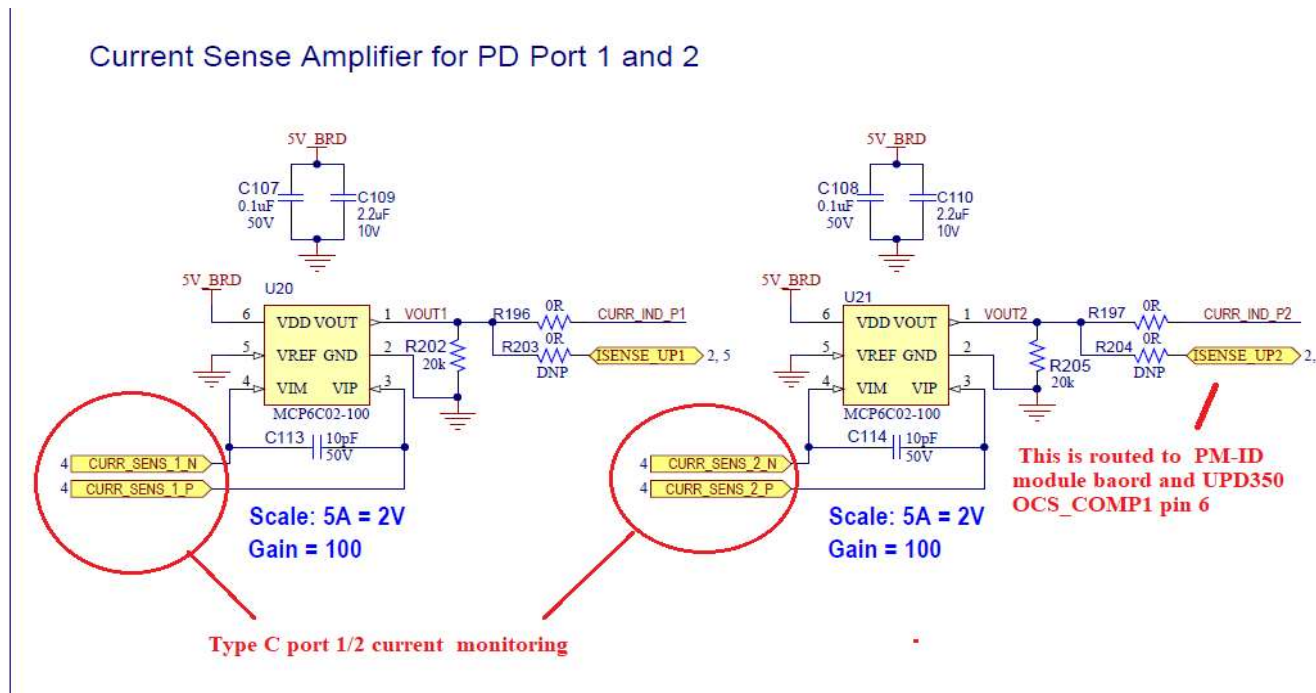 Current Sense Amplifier for PD Port 1 and 2
5V_BRD
C107
0.1uF
50V
C109
2.2uF
10V
5V_BRD
C108
0.1uF
50V
C110
2.2uF
10V
5V_BRD
U20
6
5
4
VDD VOUT
VREF GND
VIM VIP
1
2
3
MCP6C02-100
VOUT1
R202
20k
R196
0R
CURR_IND_P1
R203
0R
DNP
ISENSE_UP1
2, 5
C113
10pF
50V
4
CURR_SENS_1_N
4
CURR_SENS_1_P
Scale: 5A = 2V
Gain = 100
5V_BRD
U21
6
5
4
VDD VOUT
VREF GND
VIM VIP
1
2
3
MCP6C02-100
VOUT2
R205
20k
R197
0R
CURR_IND_P2
R204
0R
DNP
ISENSE_UP2
2,
C114
10pF
50V
4
CURR_SENS_2_N
4
CURR_SENS_2_P
Scale: 5A = 2V
Gain = 100
This is routed to PM-ID
module baord and UPD350
OCS_COMP1 pin 6
Type C port 1/2 current monitoring